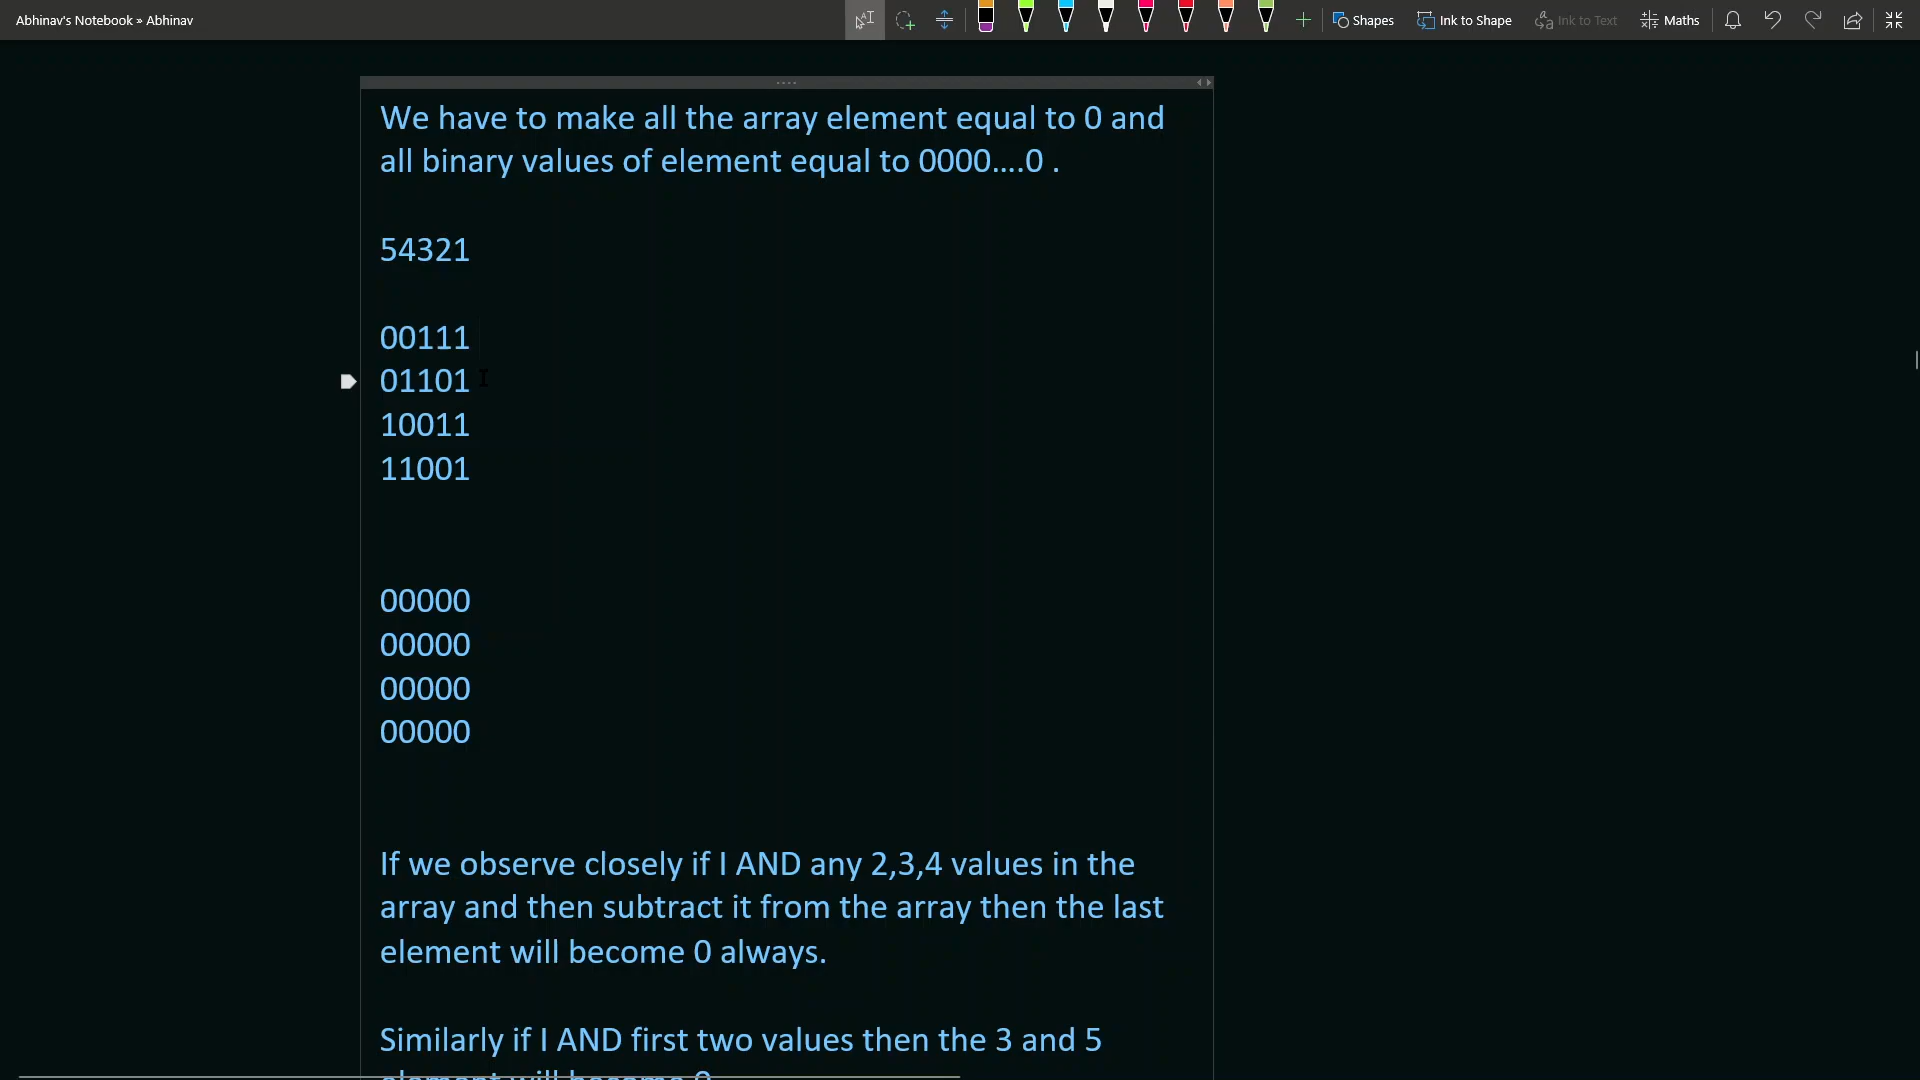 Abhinav's Notebook » Abhinav
Shapes
Ink to Shape
Ink to Text
Maths
We have to make all the array element equal to 0 and
all binary values of element equal to 0000....0 .
54321
00111
01101
10011
11001
00000
00000
00000
00000
If we observe closely if I AND any 2,3,4 values in the
array and then subtract it from the array then the last
element will become 0 always.
Similarly if I AND first two values then the 3 and 5
element will become 0